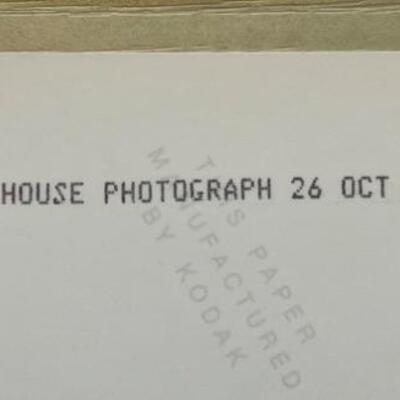 HOUSE PHOTOGRAPH 26 OCT
THIS PAPER
MANUFACTURED
BY KODAK